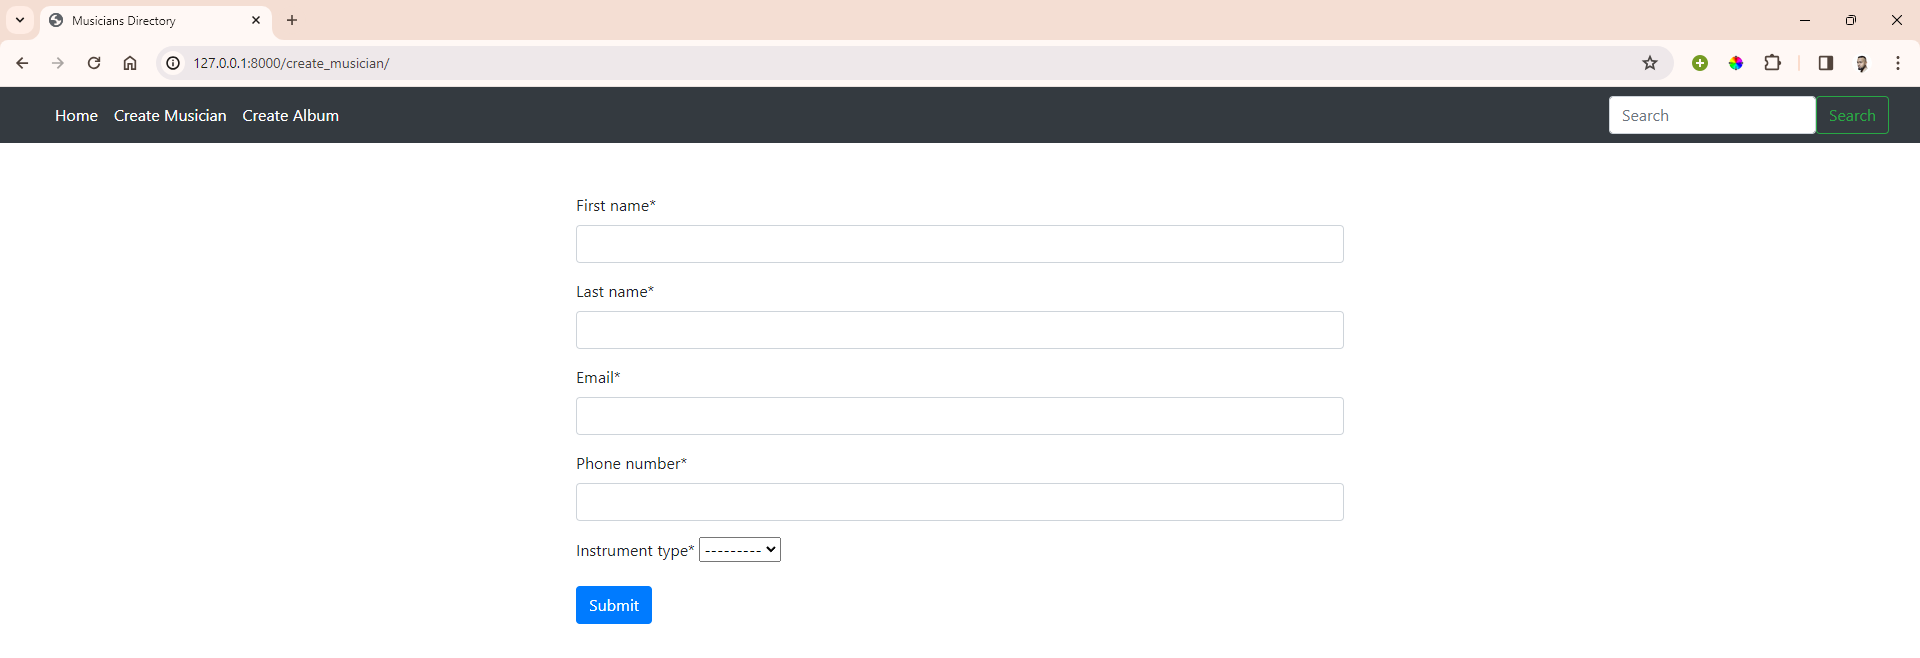 Musicians Directory
127.0.0.1:8000/create_musician/
Home Create Musician Create Album Search Search
First name*
Last name*
Email*
Phone number*
Instrument type* ---------
Submit